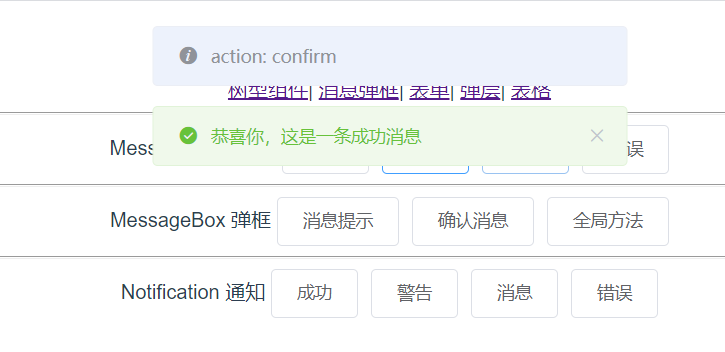 action: confirm
树型组件| 消息弹框| 表单| 弹层| 表格
恭喜你，这是一条成功消息
Mess 误
MessageBox 弹框 消息提示 确认消息 全局方法
Notification 通知 成功 警告 消息 错误